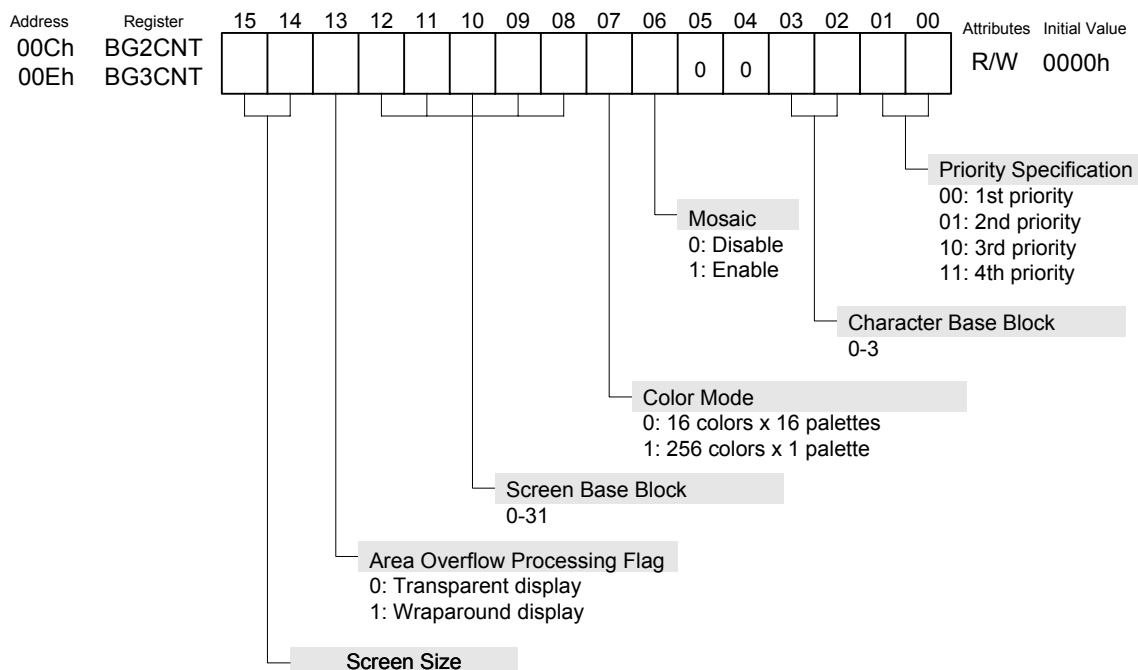 Address Register 15 14 13 12 11 10 09 08 07 06 05 04 03 02 01 00 Attributes Initial Value
00Ch BG2CNT R/W 0000h
00Eh BG3CNT 0 0
Priority Specification
00: 1st priority
01: 2nd priority
10: 3rd priority
11: 4th priority
Mosaic
0: Disable
1: Enable
Character Base Block
0-3
Color Mode
0: 16 colors x 16 palettes
1: 256 colors x 1 palette
Screen Base Block
0-31
Area Overflow Processing Flag
0: Transparent display
1: Wraparound display
Screen Size